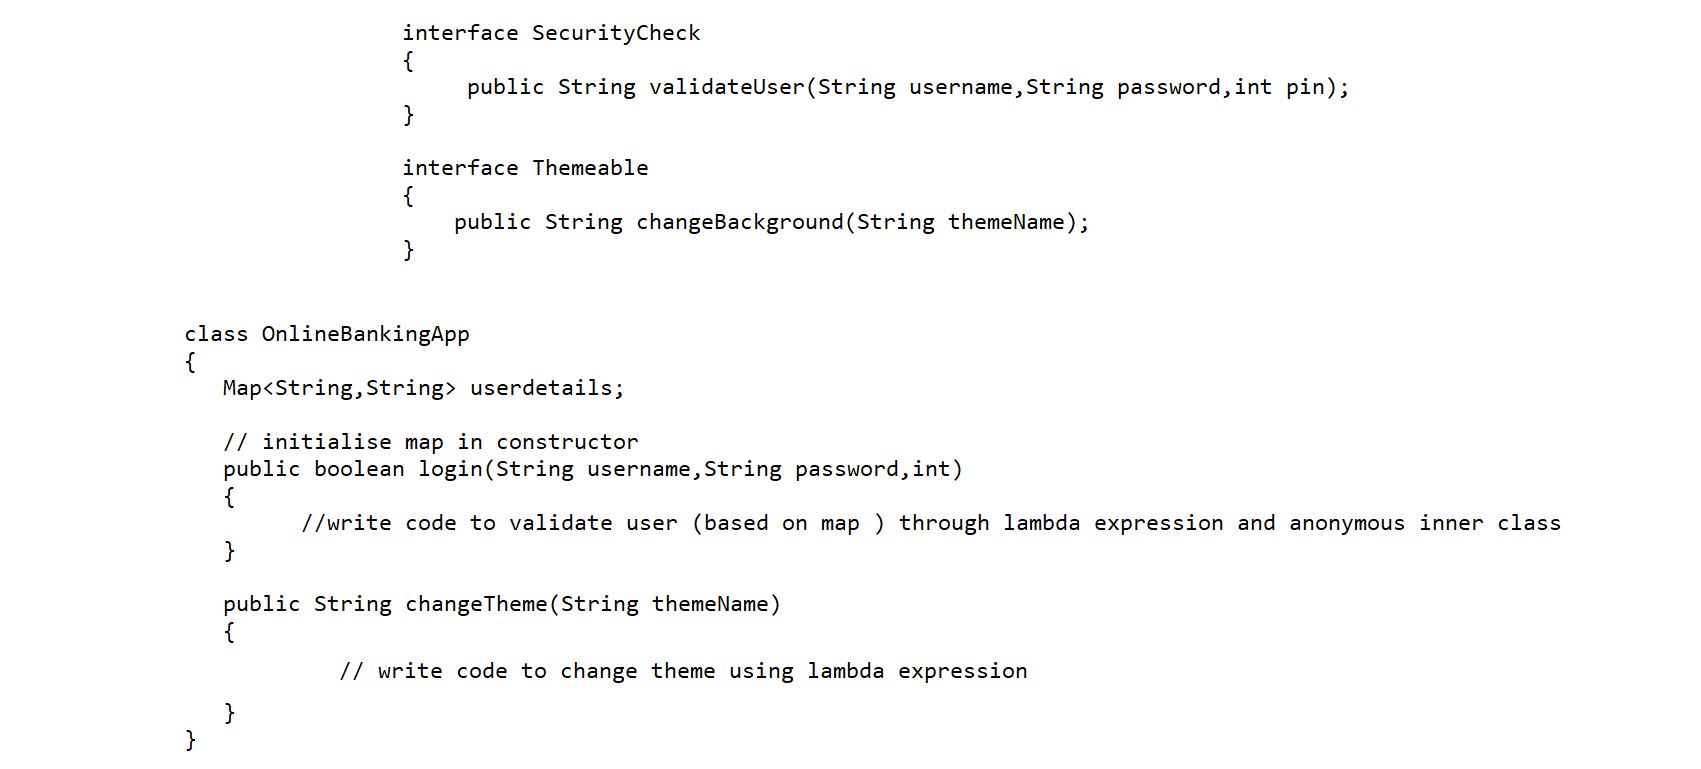 interface SecurityCheck
{
public String validateUser(String username,String password,int pin);
}
interface Themeable
{
public String changeBackground(String themeName);
}
class OnlineBankingApp
{
Map<String,String> userdetails;
// initialise map in constructor
public boolean login(String username,String password,int)
{
//write code to validate user (based on map ) through lambda expression and anonymous inner class
}
public String changeTheme(String themeName)
{
// write code to change theme using lambda expression
}
}